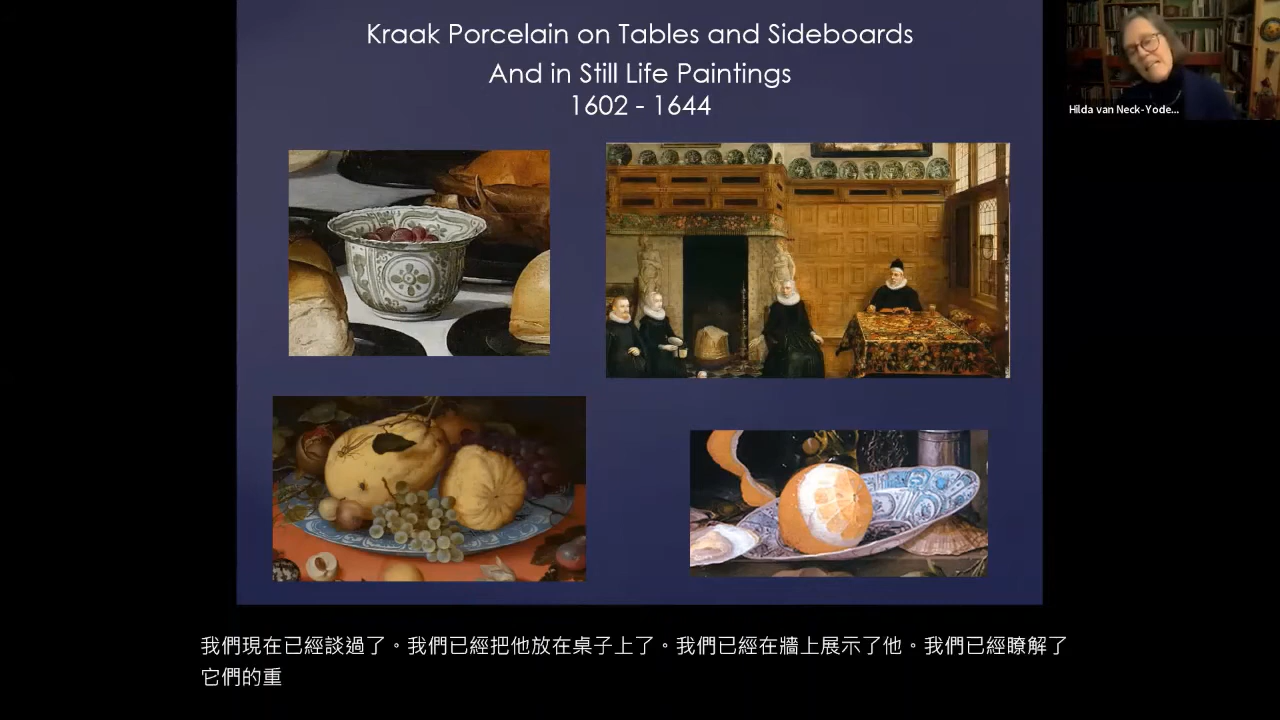 Kraak Porcelain on Tables and Sideboards
And in Still Life Paintings
1602 - 1644
Hilda van Neck-Yode...
我們現在已經談過了。我們已經把他放在桌子上了。我們已經在牆上展示了他。我們已經瞭解了
它們的重